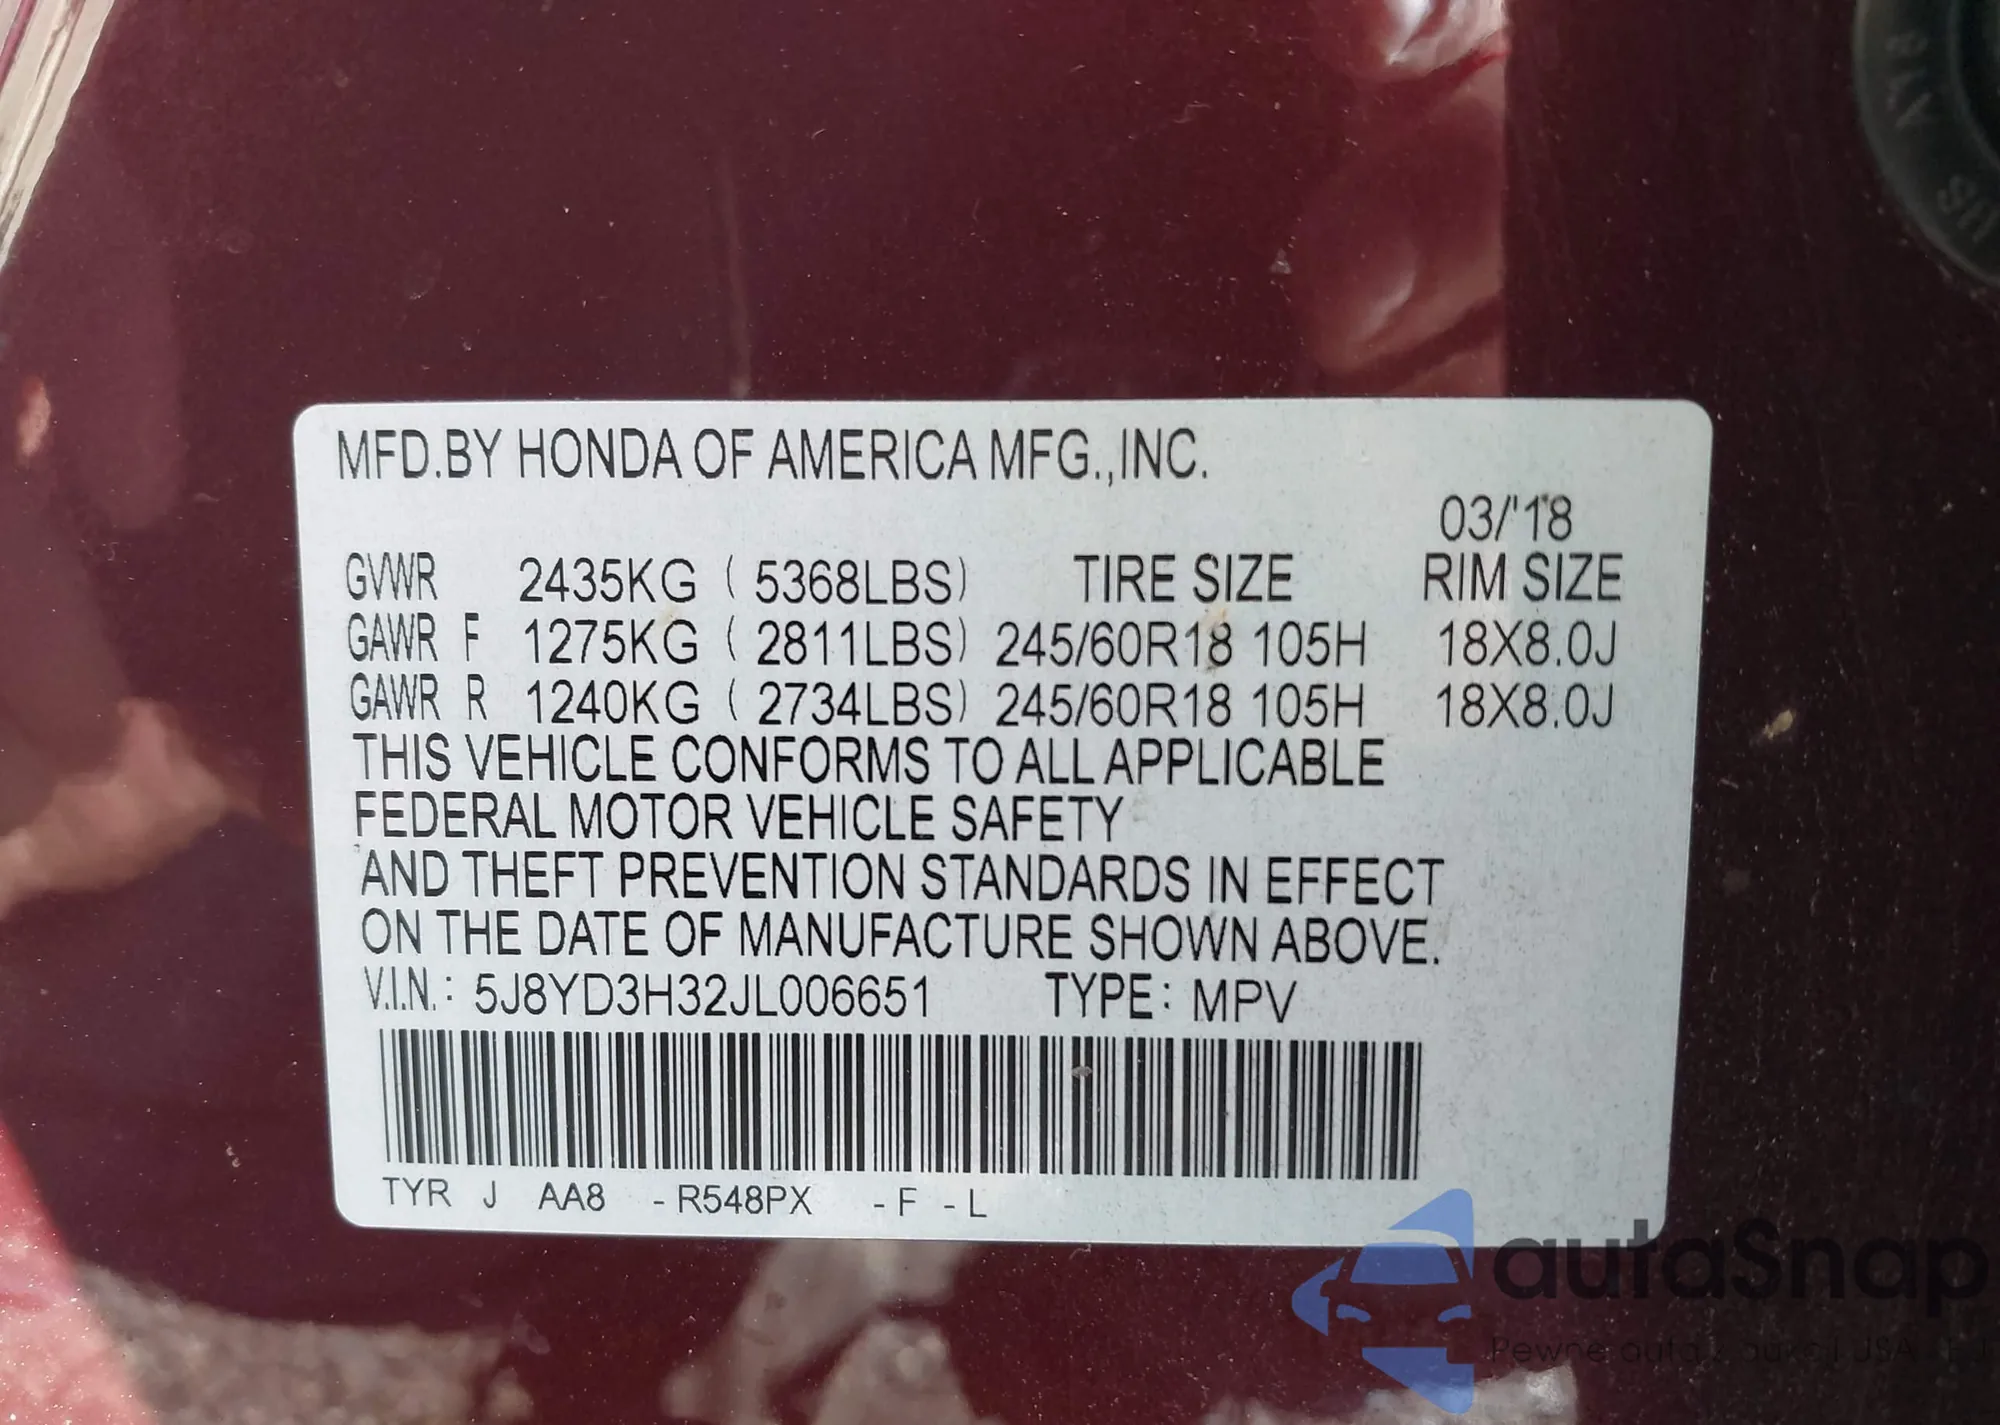 MFD.BY HONDA OF AMERICA MFG.,INC.
03/'18
GVWR 2435KG ( 5368LBS) TIRE SIZE RIM SIZE
GAWR F 1275KG ( 2811LBS) 245/60R18 105H 18X8.0J
GAWR R 1240KG ( 2734LBS) 245/60R18 105H 18X8.0J
THIS VEHICLE CONFORMS TO ALL APPLICABLE
FEDERAL MOTOR VEHICLE SAFETY
AND THEFT PREVENTION STANDARDS IN EFFECT
ON THE DATE OF MANUFACTURE SHOWN ABOVE.
V.I.N.: 5J8YD3H32JL006651 TYPE: MPV
TYR J AA8 -R548PX -F -L
autaSnap
Pewne auta z USA